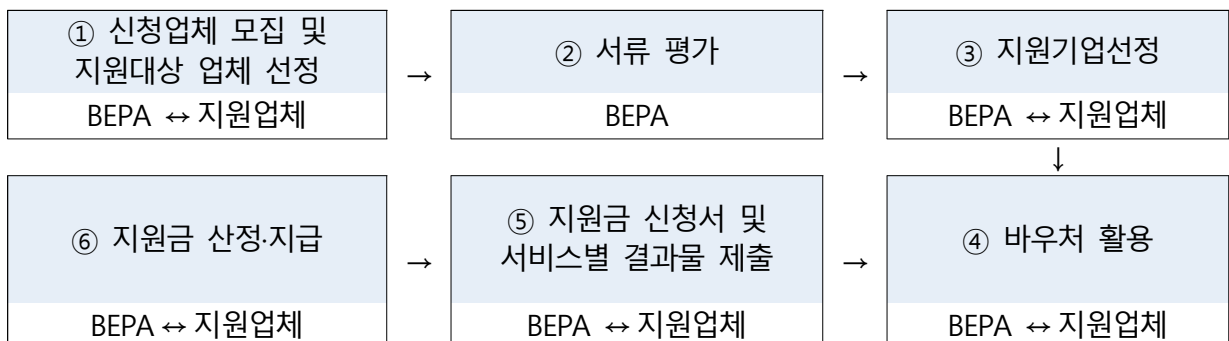 ① 신청업체 모집 및
지원대상 업체 선정
BEPA ↔ 지원업체
→
② 서류 평가
BEPA
→
③ 지원기업선정
BEPA ↔ 지원업체
↓
⑥ 지원금 산정·지급
BEPA ↔ 지원업체
→
⑤ 지원금 신청서 및
서비스별 결과물 제출
BEPA ↔ 지원업체
→
④ 바우처 활용
BEPA ↔ 지원업체